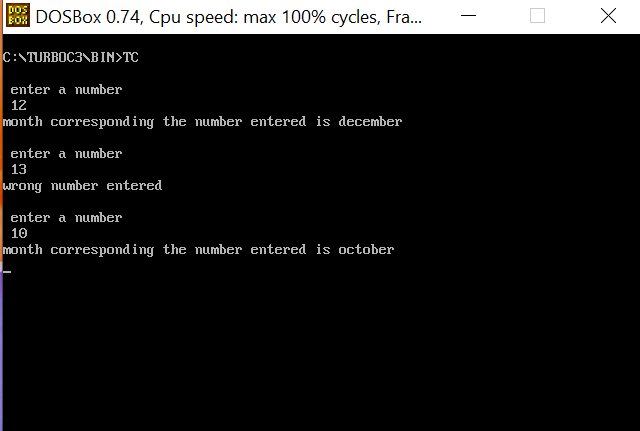 DOS
BOX
DOSBox 0.74, Cpu speed: max 100% cycles, Fra...
C:\TURBOC3\BIN>TC
enter a number
12
month corresponding the number entered is december
enter a number
13
wrong number entered
enter a number
10
month corresponding the number entered is october
_